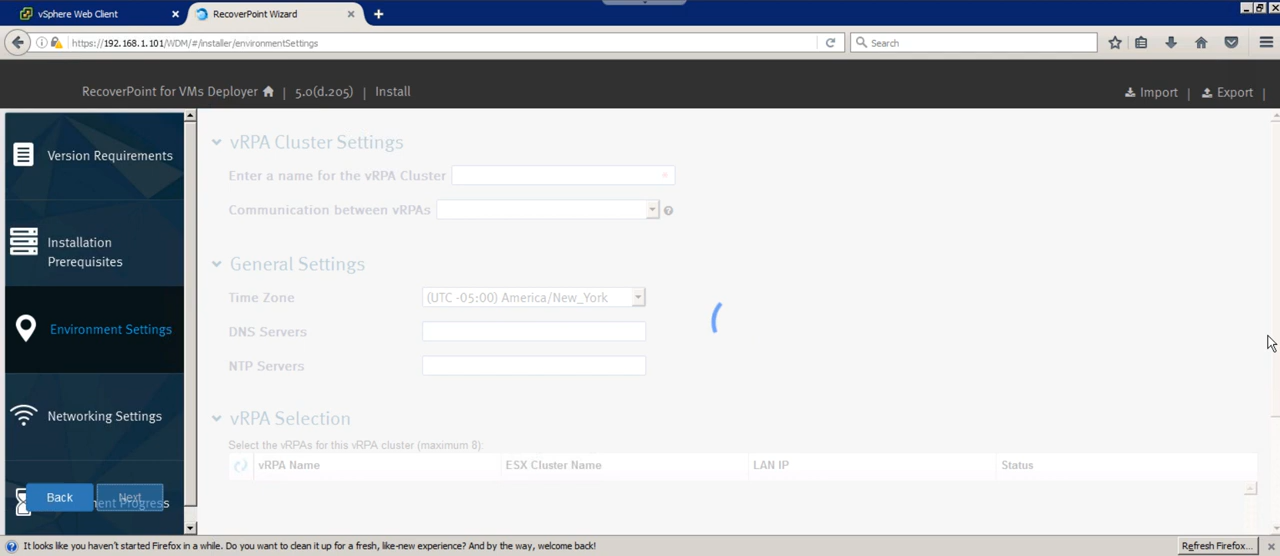 vSphere Web Client
RecoverPoint Wizard
https://192.168.1.101/WDM/#/installer/environmentSettings
Search
RecoverPoint for VMs Deployer | 5.0(d.205) | Install
Import | Export |
Version Requirements
Installation
Prerequisites
Environment Settings
Networking Settings
Back
Next
Progress
vRPA Cluster Settings
Enter a name for the vRPA Cluster
Communication between vRPAs
General Settings
Time Zone (UTC -05:00) America/New_York
DNS Servers
NTP Servers
vRPA Selection
Select the vRPAs for this vRPA cluster (maximum 8):
vRPA Name ESX Cluster Name LAN IP Status
It looks like you haven't started Firefox in a while. Do you want to clean it up for a fresh, like-new experience? And by the way, welcome back!
Refresh Firefox...